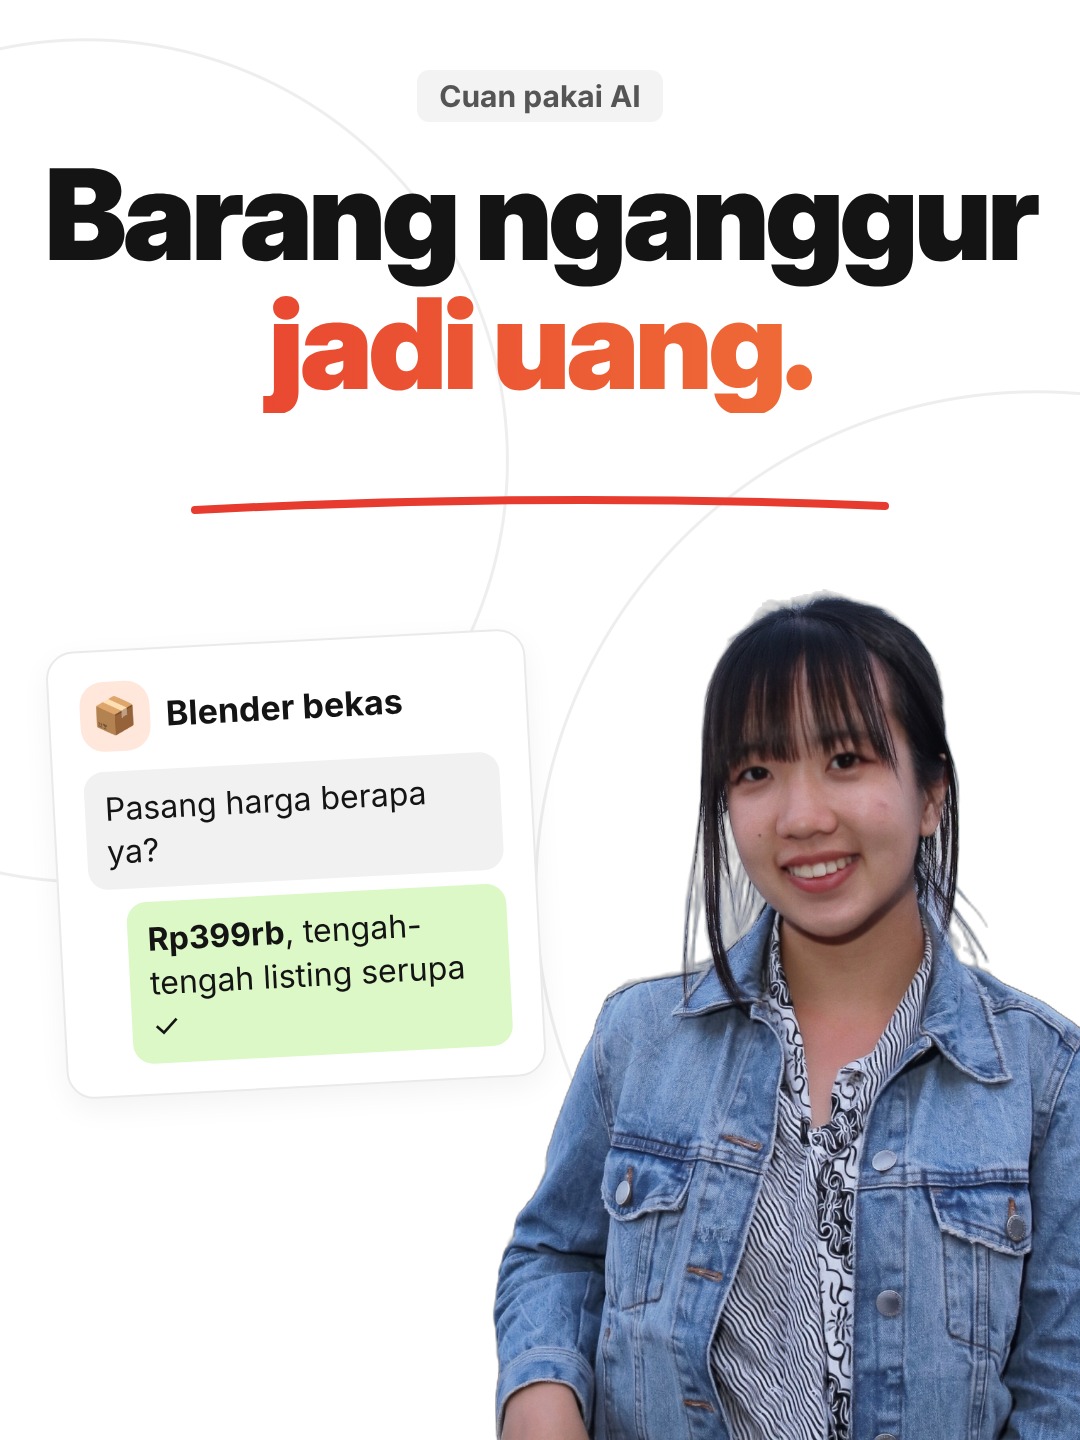 Cuan pakai AI
Barang nganggur
jadi uang.
Blender bekas
Pasang harga berapa
ya?
Rp399rb, tengah-
tengah listing serupa
✓